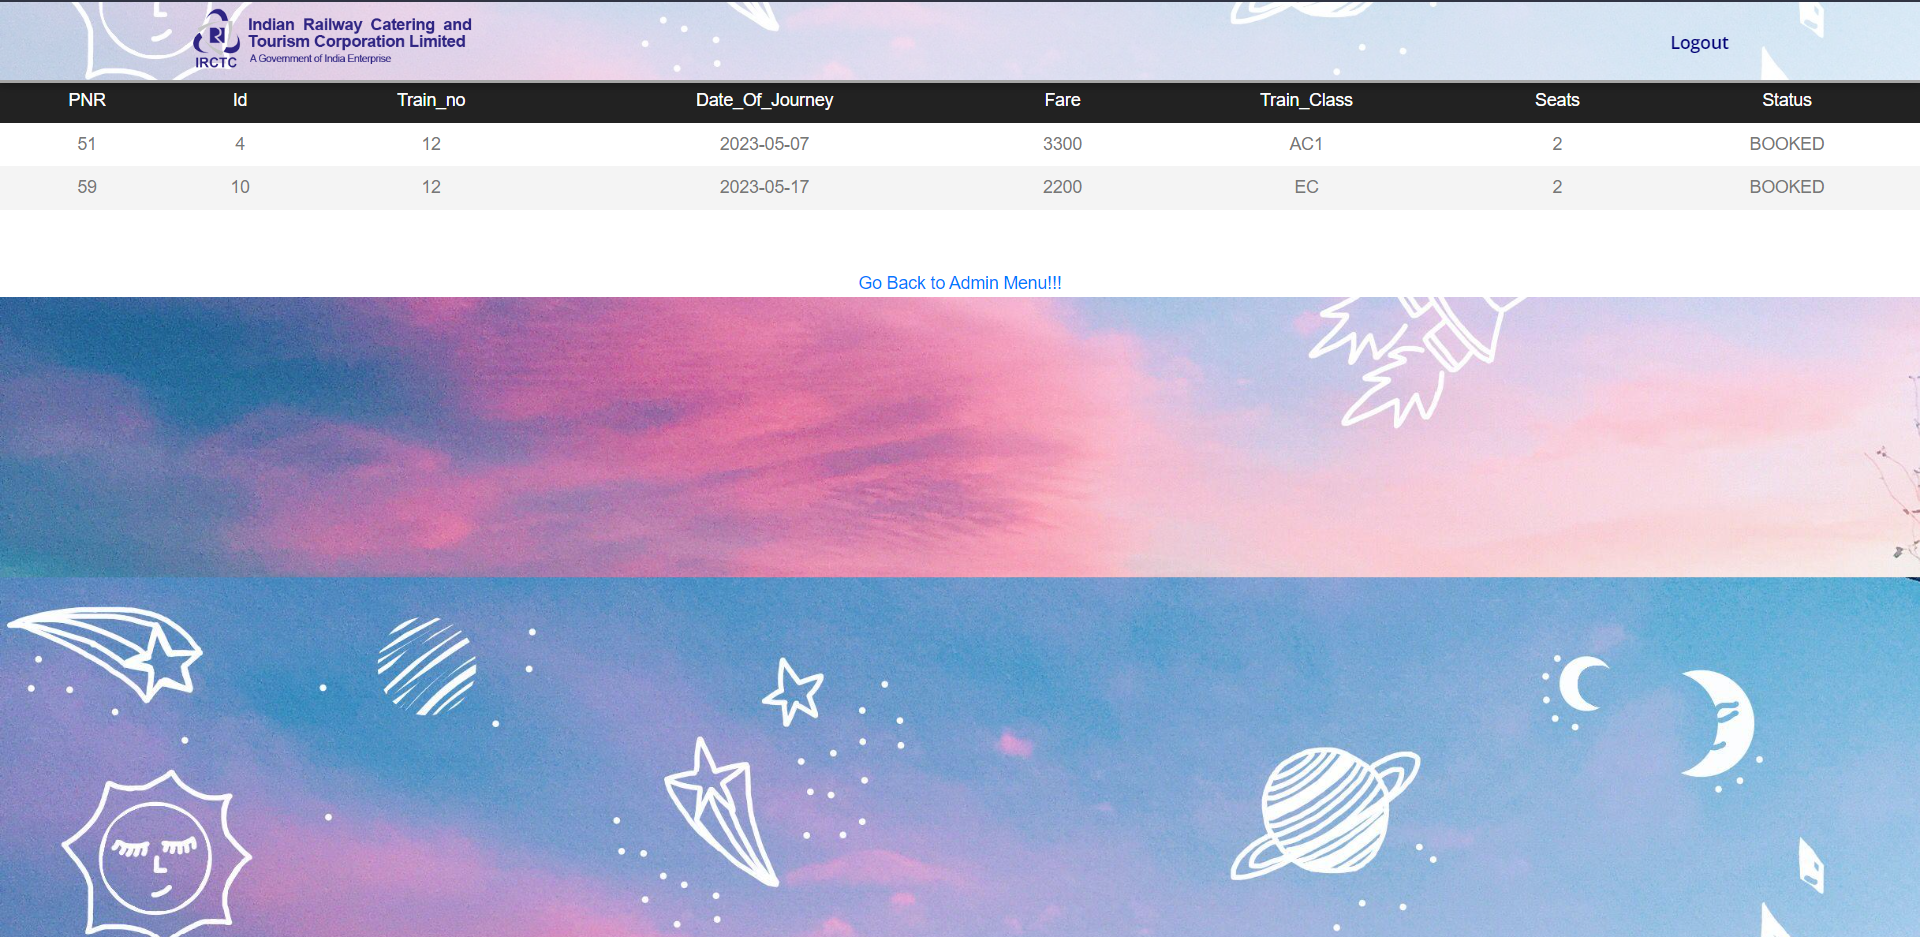 Indian Railway Catering and
Tourism Corporation Limited
IRCTC A Government of India Enterprise
Logout
PNR Id Train_no Date_Of_Journey Fare Train_Class Seats Status
51 4 12 2023-05-07 3300 AC1 2 BOOKED
59 10 12 2023-05-17 2200 EC 2 BOOKED
Go Back to Admin Menu!!!